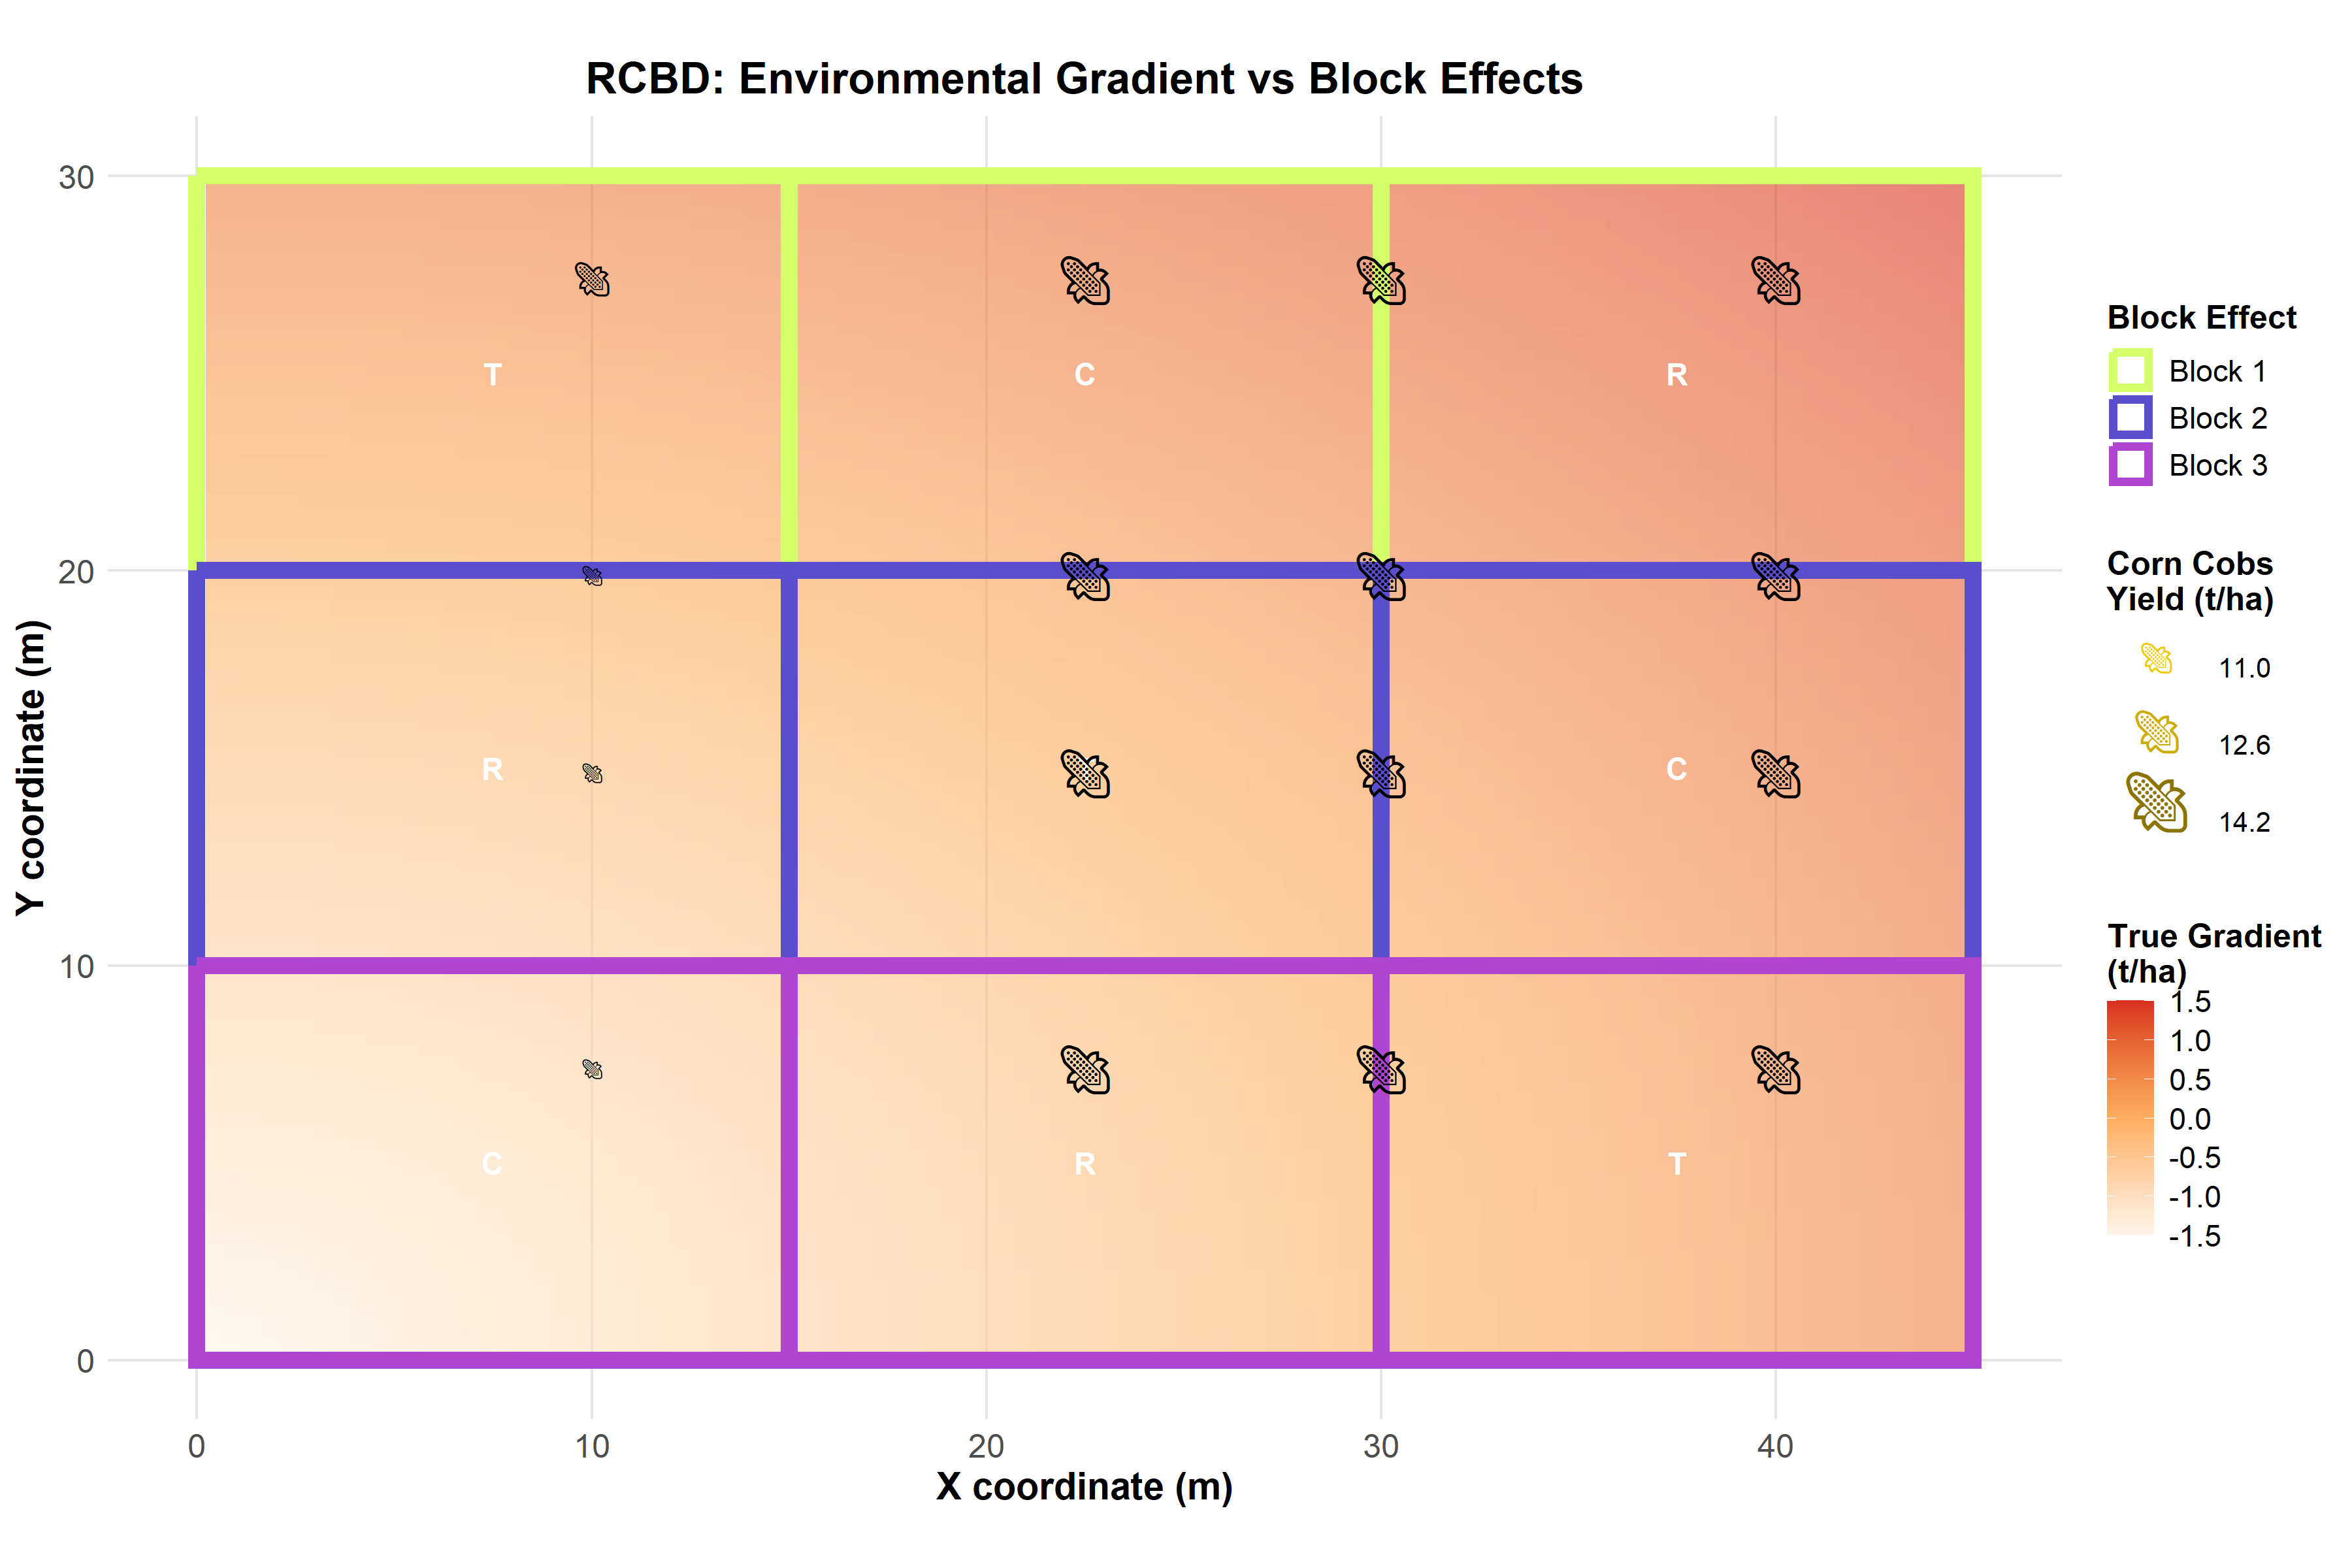 RCBD: Environmental Gradient vs Block Effects
30
20
10
0
Y coordinate (m)
T
C
R
R
C
C
R
T
0
10
20
30
40
X coordinate (m)
Block Effect
Block 1
Block 2
Block 3
Corn Cobs
Yield (t/ha)
11.0
12.6
14.2
True Gradient
(t/ha)
1.5
1.0
0.5
0.0
-0.5
-1.0
-1.5